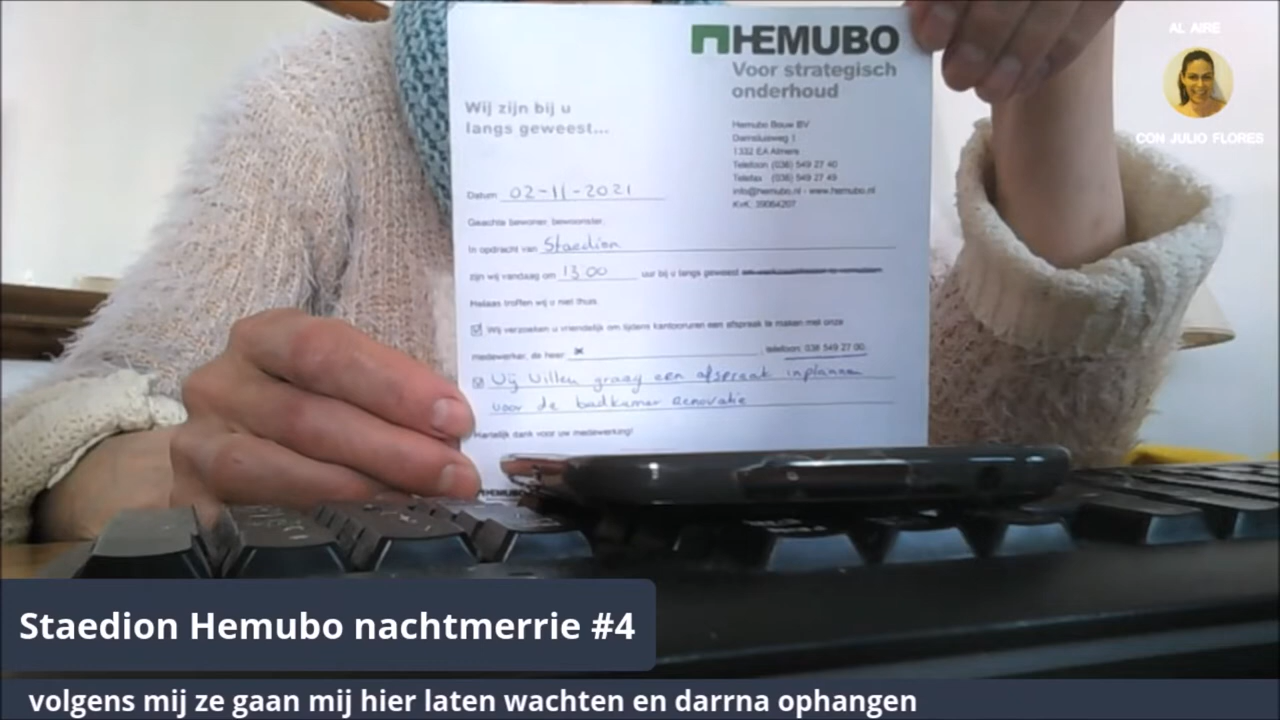 HEMUBO
Voor strategisch
onderhoud
Wij zijn bij u
langs geweest...
Hemubo Bouw BV
Damsluisweg 1
1332 EA Almere
Telefoon (036) 549 27 40
Telefax (036) 549 27 49
info@hemubo.nl - www.hemubo.nl
KvK: 39064207
Datum 02-11-2021
Geachte bewoner, bewoonster,
In opdracht van Staedion
zijn wij vandaag om 13 00 uur bij u langs geweest
Helaas troffen wij u niet thuis.
Wij verzoeken u vriendelijk om tijdens kantooruren een afspraak te maken met onze
medewerker, de heer telefoon: 036 549 27 00.
Wij willen graag een afspraak inplannen
voor de badkamer renovatie
Hartelijk dank voor uw medewerking!
HEMUBO
AL AIRE
CON JULIO FLORES
Staedion Hemubo nachtmerrie #4
volgens mij ze gaan mij hier laten wachten en darrna ophangen